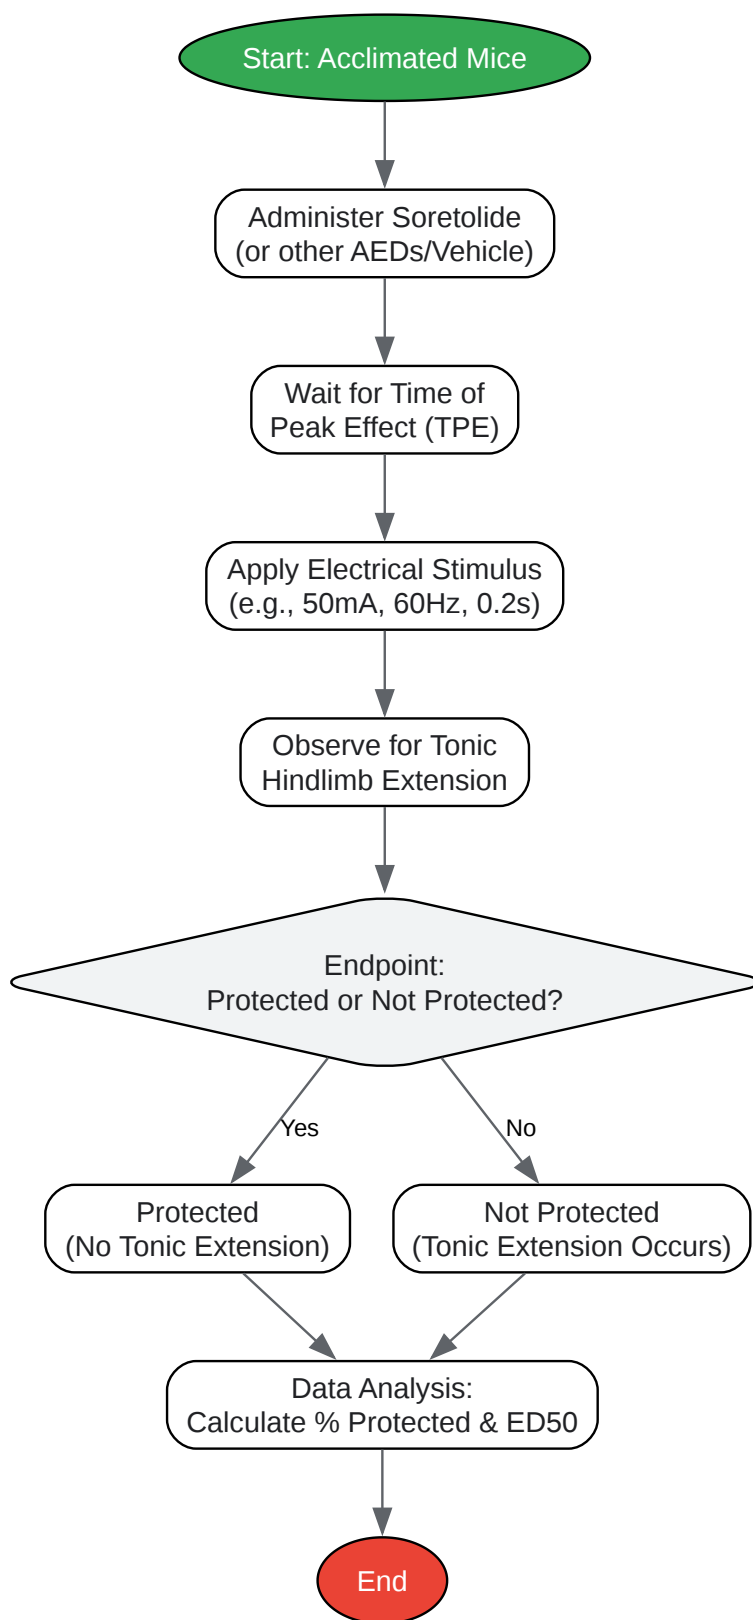 Start: Acclimated Mice
Administer Soretolide
(or other AEDs/Vehicle)
Wait for Time of
Peak Effect (TPE)
Apply Electrical Stimulus
(e.g., 50mA, 60Hz, 0.2s)
Observe for Tonic
Hindlimb Extension
Endpoint:
Protected or Not Protected?
Yes
No
Protected
(No Tonic Extension)
Not Protected
(Tonic Extension Occurs)
Data Analysis:
Calculate % Protected & ED50
End